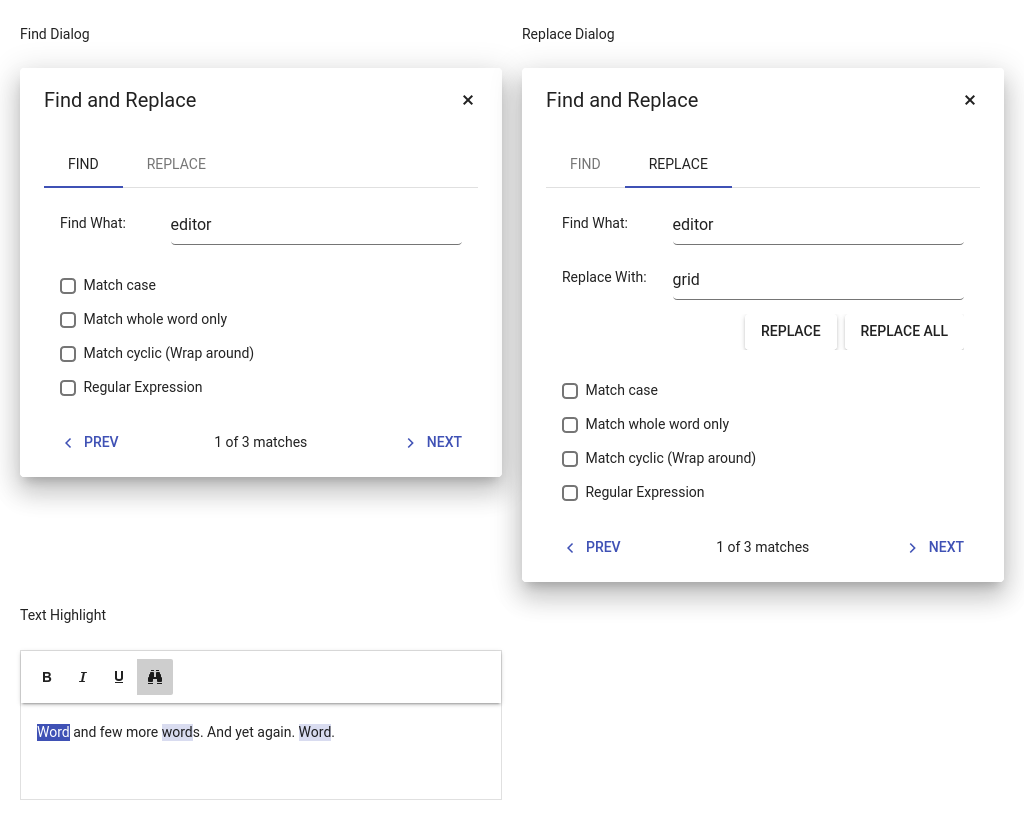 Find Dialog
Find and Replace
FIND REPLACE
Find What: editor
Match case
Match whole word only
Match cyclic (Wrap around)
Regular Expression
PREV 1 of 3 matches NEXT
Replace Dialog
Find and Replace
FIND REPLACE
Find What: editor
Replace With: grid
REPLACE REPLACE ALL
Match case
Match whole word only
Match cyclic (Wrap around)
Regular Expression
PREV 1 of 3 matches NEXT
Text Highlight
B I U
Word and few more words. And yet again. Word.